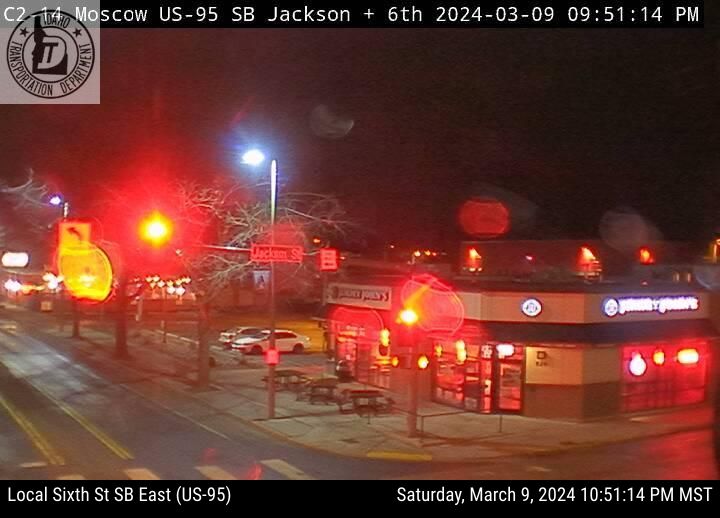 C2 14 Moscow US-95 SB Jackson + 6th 2024-03-09 09:51:14 PM
IDAHO
TRANSPORTATION DEPARTMENT
Jackson St
JIMMY JOHN'S
JIMMY JOHN'S
Local Sixth St SB East (US-95)
Saturday, March 9, 2024 10:51:14 PM MST